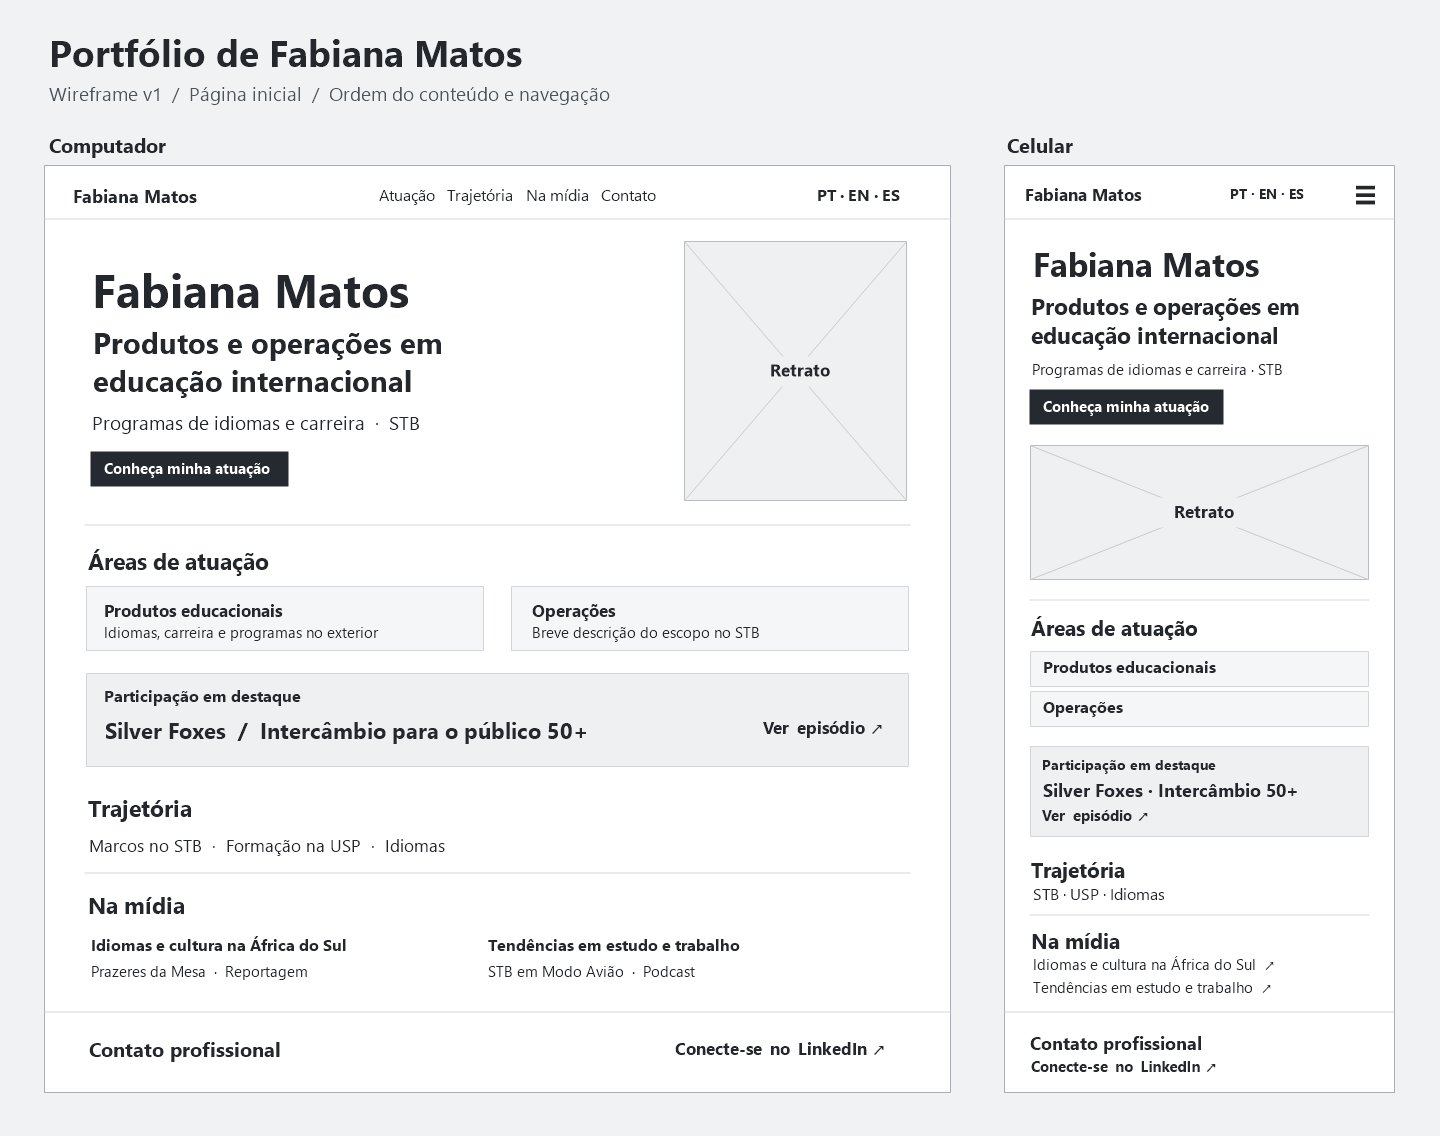 Portfólio de Fabiana Matos
Wireframe v1 / Página inicial / Ordem do conteúdo e navegação
Computador
Fabiana Matos
Atuação Trajetória Na mídia Contato
PT · EN · ES
Fabiana Matos
Produtos e operações em
educação internacional
Programas de idiomas e carreira · STB
Conheça minha atuação
Retrato
Áreas de atuação
Produtos educacionais
Idiomas, carreira e programas no exterior
Operações
Breve descrição do escopo no STB
Participação em destaque
Silver Foxes / Intercâmbio para o público 50+
Ver episódio ↗
Trajetória
Marcos no STB · Formação na USP · Idiomas
Na mídia
Idiomas e cultura na África do Sul
Prazeres da Mesa · Reportagem
Tendências em estudo e trabalho
STB em Modo Avião · Podcast
Contato profissional
Conecte-se no LinkedIn ↗
Celular
Fabiana Matos
PT · EN · ES
Fabiana Matos
Produtos e operações em
educação internacional
Programas de idiomas e carreira · STB
Conheça minha atuação
Retrato
Áreas de atuação
Produtos educacionais
Operações
Participação em destaque
Silver Foxes · Intercâmbio 50+
Ver episódio ↗
Trajetória
STB · USP · Idiomas
Na mídia
Idiomas e cultura na África do Sul ↗
Tendências em estudo e trabalho ↗
Contato profissional
Conecte-se no LinkedIn ↗